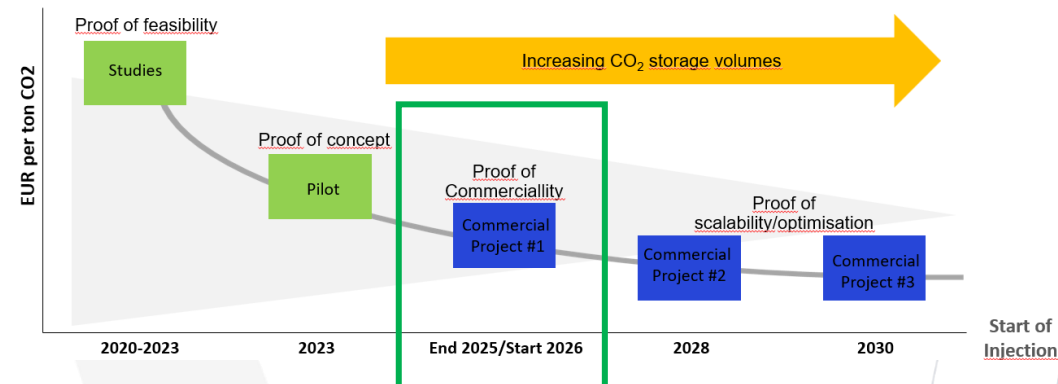 Proof of feasibility
Studies
Increasing CO₂ storage volumes
EUR per ton CO2
Proof of concept
Pilot
Proof of
Commerciallity
Commercial
Project #1
Proof of
scalability/optimisation
Commercial
Project #2
Commercial
Project #3
2020-2023
2023
End 2025/Start 2026
2028
2030
Start of
Injection